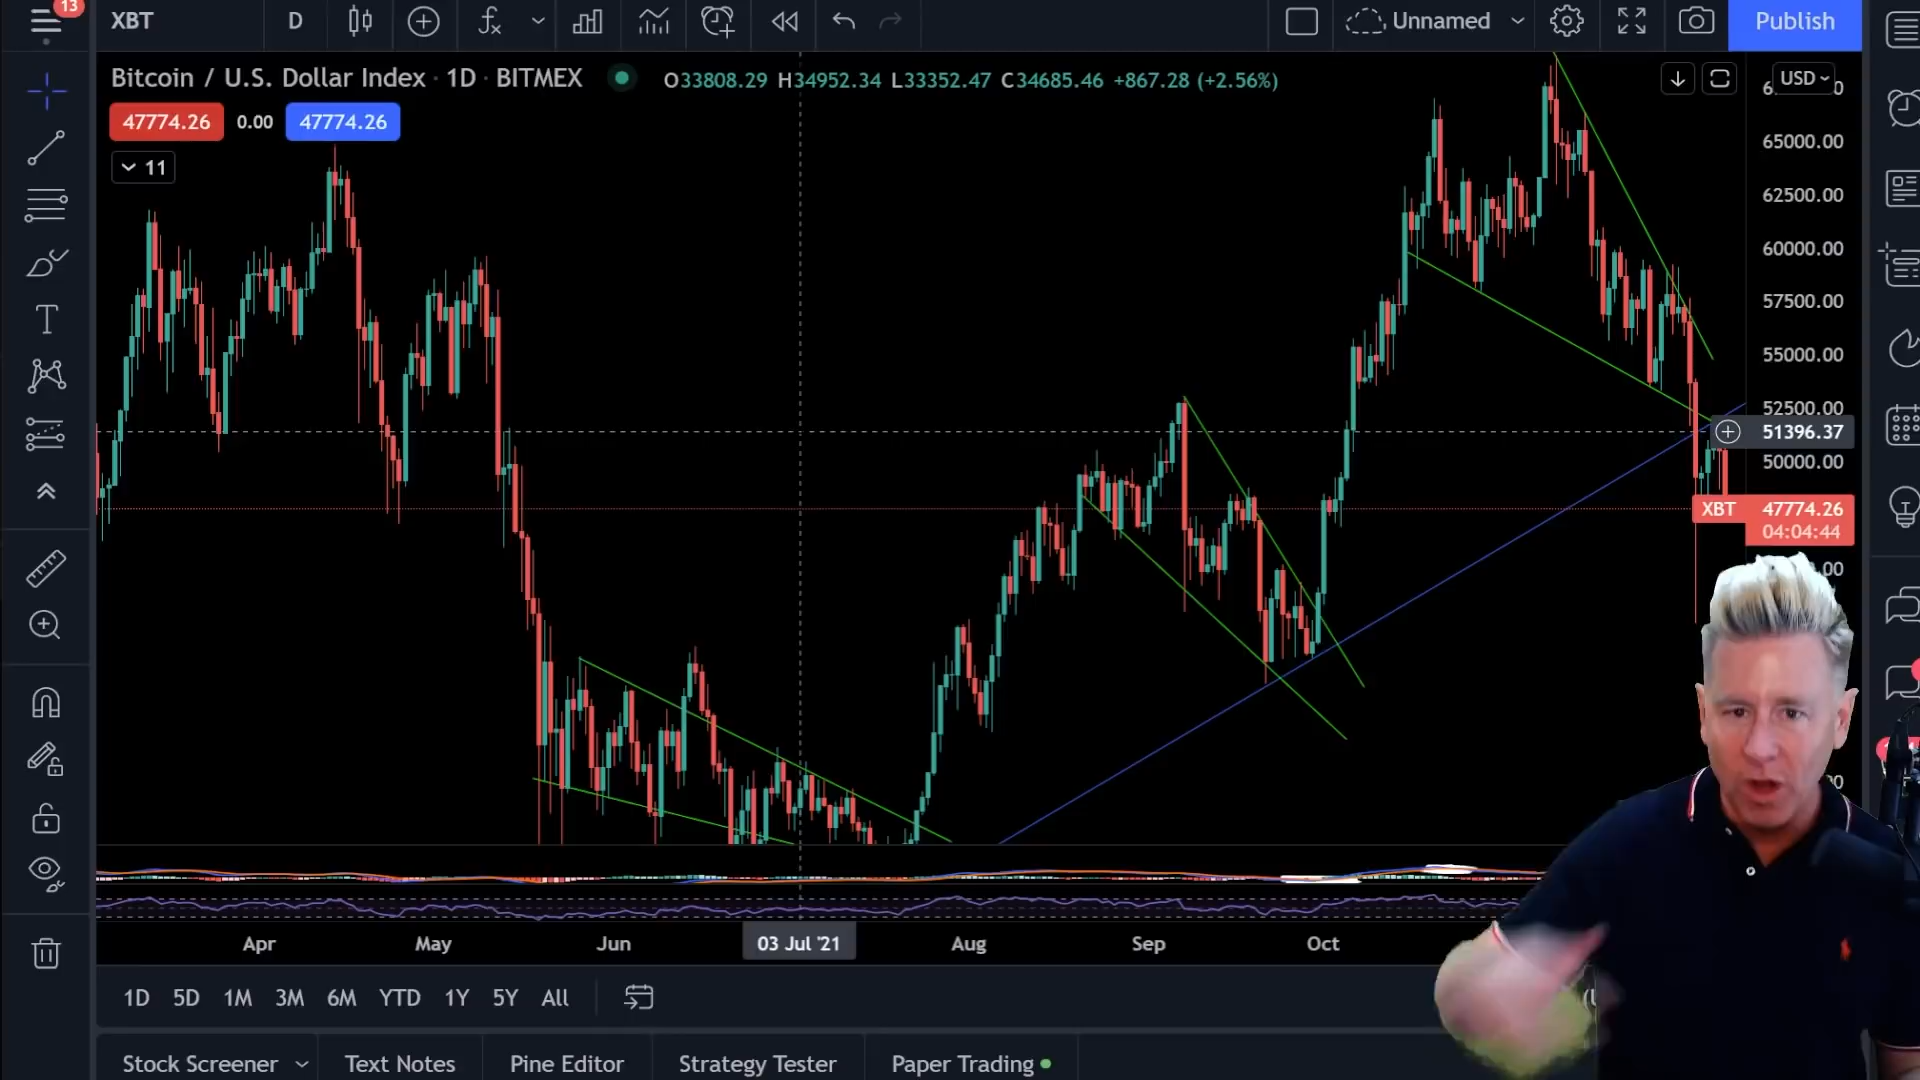 13
XBT
D
Unnamed
Publish
Bitcoin / U.S. Dollar Index · 1D · BITMEX
O33808.29 H34952.34 L33352.47 C34685.46 +867.28 (+2.56%)
USD
47774.26 0.00 47774.26
11
65000.00
62500.00
60000.00
57500.00
55000.00
52500.00
51396.37
50000.00
XBT 47774.26
04:04:44
Apr May Jun 03 Jul '21 Aug Sep Oct
1D 5D 1M 3M 6M YTD 1Y 5Y All
Stock Screener Text Notes Pine Editor Strategy Tester Paper Trading